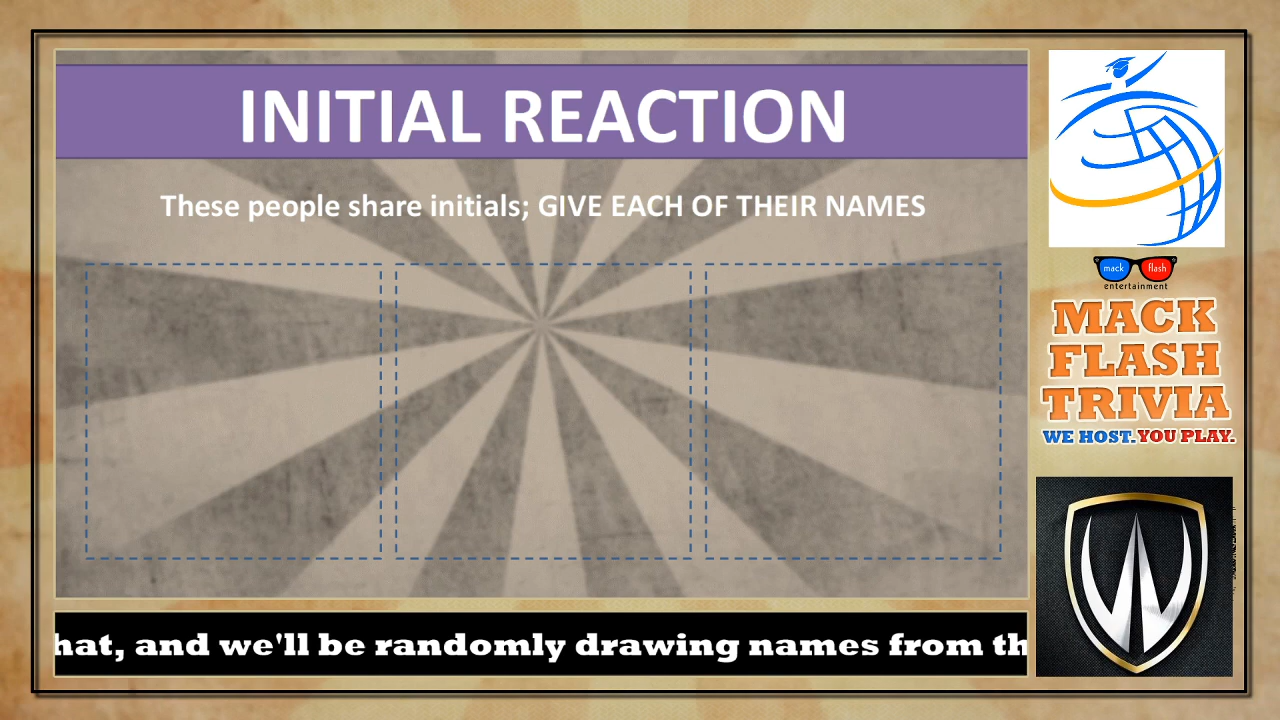 INITIAL REACTION
These people share initials; GIVE EACH OF THEIR NAMES
mack flash
entertainment
MACK
FLASH
TRIVIA
WE HOST. YOU PLAY.
hat, and we'll be randomly drawing names from th